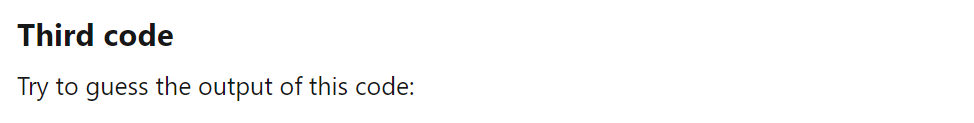 Third code
Try to guess the output of this code: